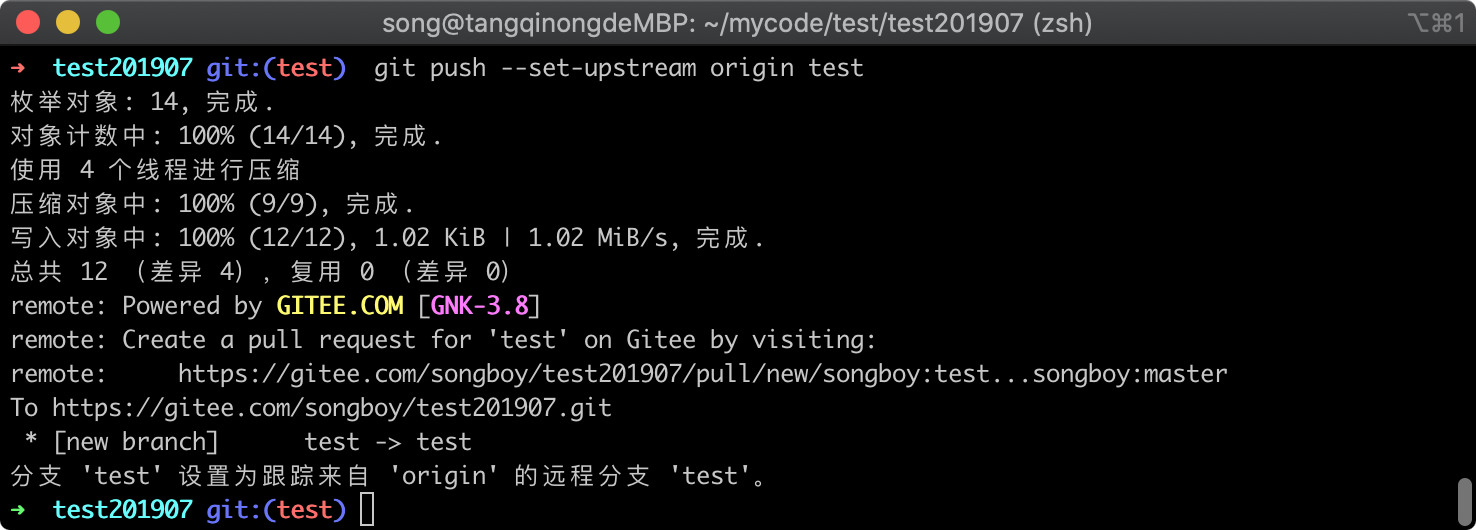 song@tangqinongdeMBP: ~/mycode/test/test201907 (zsh) ⌥⌘1
➜ test201907 git:(test) git push --set-upstream origin test
枚举对象: 14, 完成.
对象计数中: 100% (14/14), 完成.
使用 4 个线程进行压缩
压缩对象中: 100% (9/9), 完成.
写入对象中: 100% (12/12), 1.02 KiB | 1.02 MiB/s, 完成.
总共 12 （差异 4），复用 0 （差异 0）
remote: Powered by GITEE.COM [GNK-3.8]
remote: Create a pull request for 'test' on Gitee by visiting:
remote:     https://gitee.com/songboy/test201907/pull/new/songboy:test...songboy:master
To https://gitee.com/songboy/test201907.git
 * [new branch]      test -> test
分支 'test' 设置为跟踪来自 'origin' 的远程分支 'test'。
➜ test201907 git:(test)